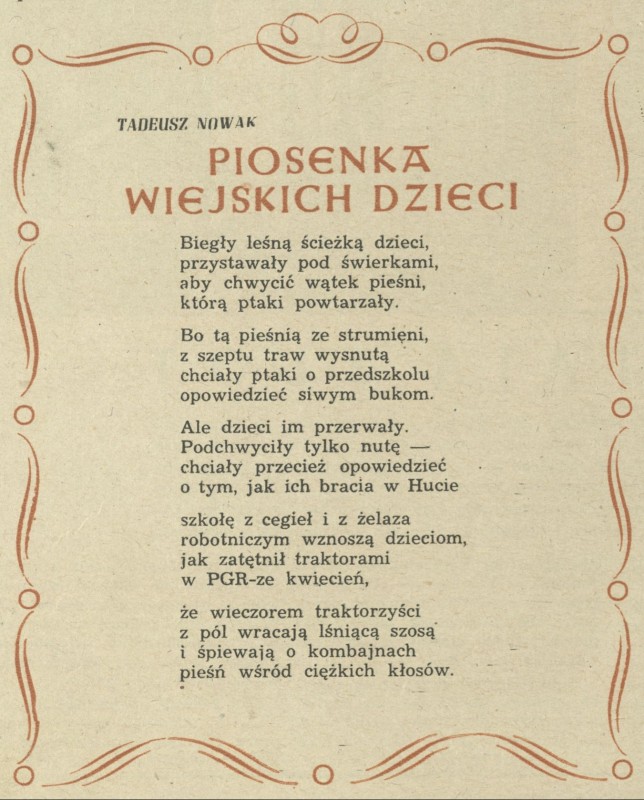 TADEUSZ NOWAK
PIOSENKA
WIEJSKICH DZIECI
Biegły leśną ścieżką dzieci,
przystawały pod świerkami,
aby chwycić wątek pieśni,
którą ptaki powtarzały.
Bo tą pieśnią ze strumieni,
z szeptu traw wysnutą
chciały ptaki o przedszkolu
opowiedzieć siwym bukom.
Ale dzieci im przerwały.
Podchwyciły tylko nutę —
chciały przecież opowiedzieć
o tym, jak ich bracia w Hucie
szkołę z cegieł i z żelaza
robotniczym wznoszą dzieciom,
jak zatętnił traktorami
w PGR-ze kwiecień,
że wieczorem traktorzyści
z pól wracają lśniącą szosą
i śpiewają o kombajnach
pieśń wśród ciężkich kłosów.